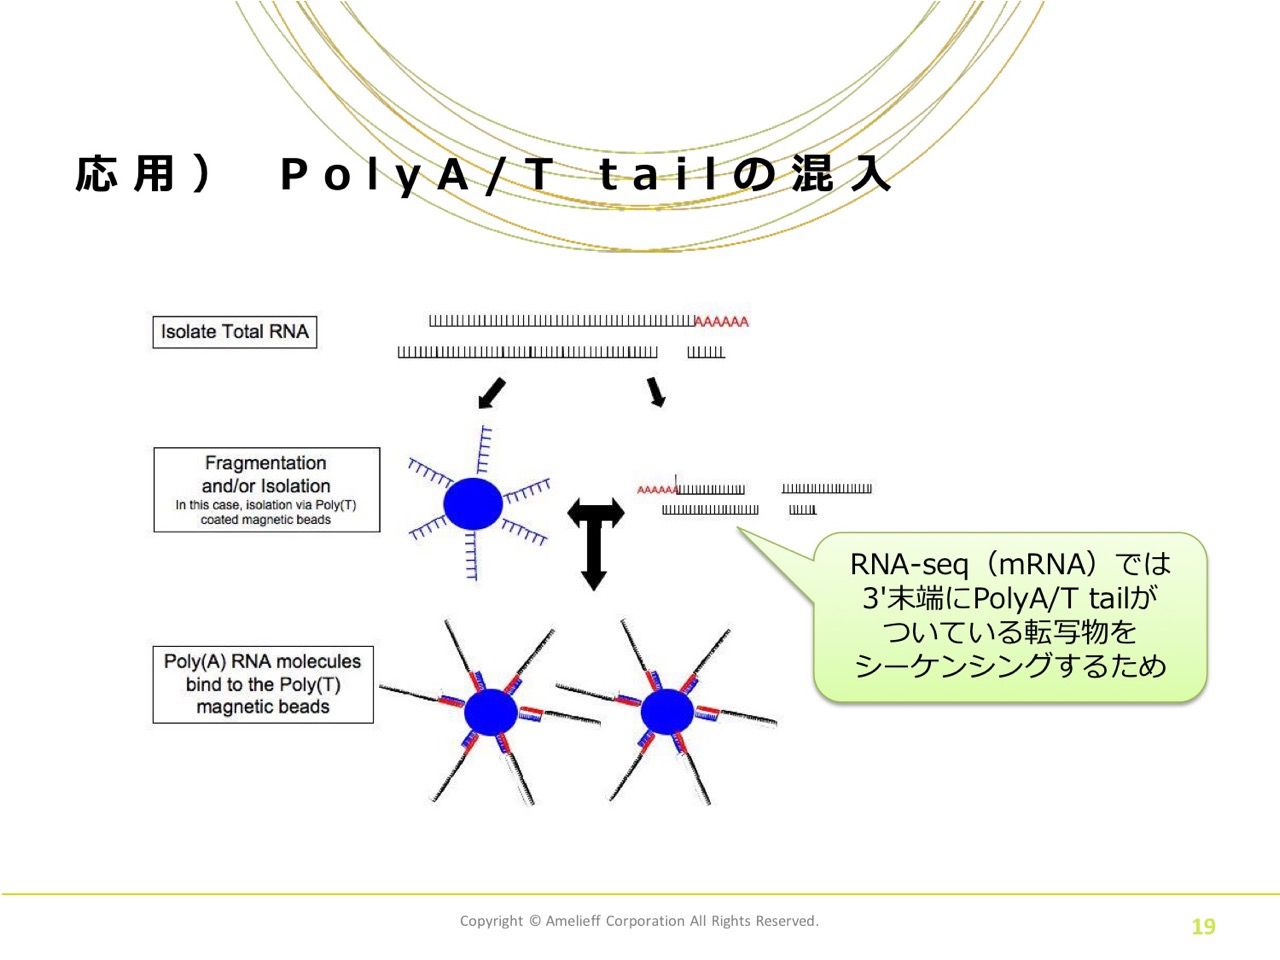 応用） PolyA/T tailの混入
Isolate Total RNA
AAAAAA
Fragmentation
and/or Isolation
In this case, isolation via Poly(T)
coated magnetic beads
AAAAAA
RNA-seq（mRNA）では
3'末端にPolyA/T tailが
ついている転写物を
シーケンシングするため
Poly(A) RNA molecules
bind to the Poly(T)
magnetic beads
Copyright © Amelieff Corporation All Rights Reserved.
19